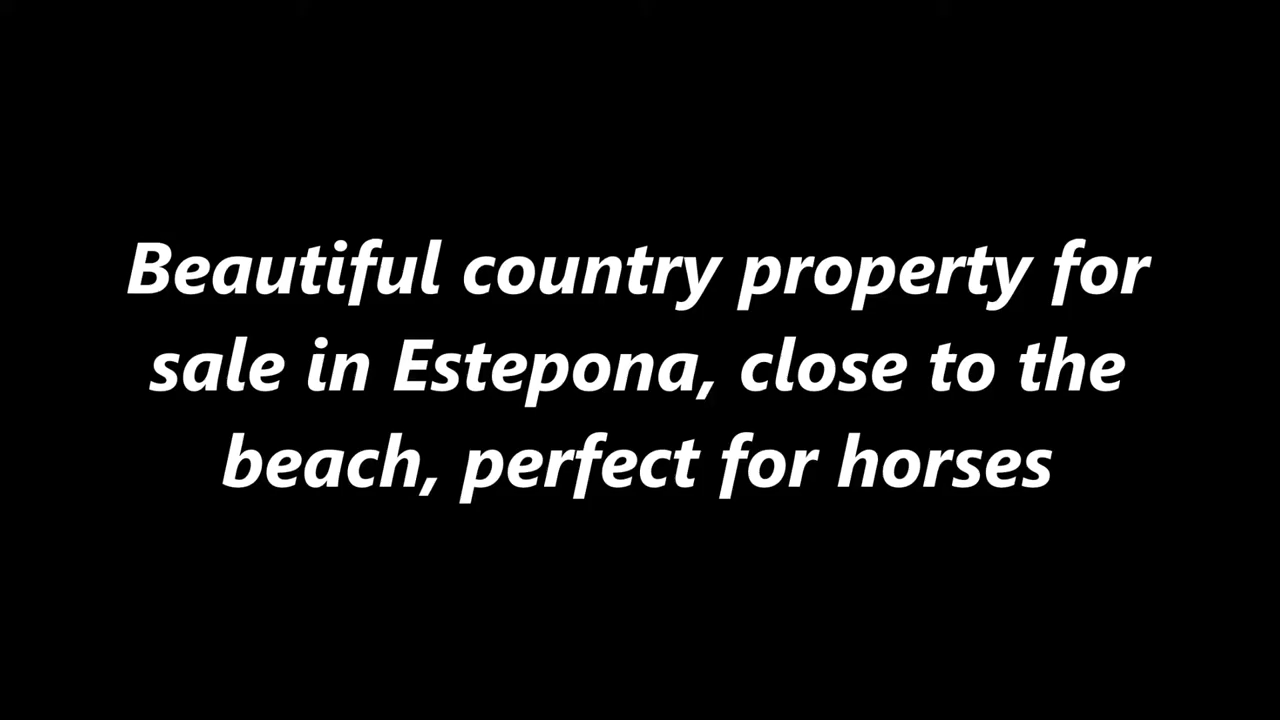 Beautiful country property for
sale in Estepona, close to the
beach, perfect for horses